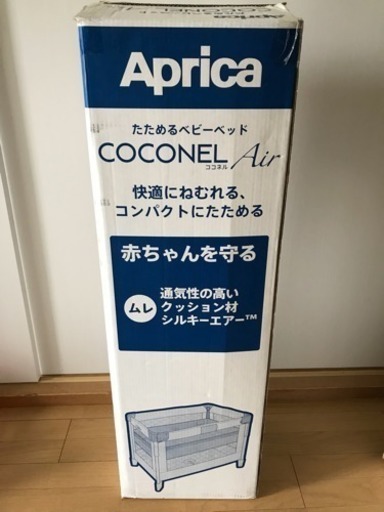 COCONEL
Aprica
たためるベビーベッド
COCONEL Air
ココネル
快適にねむれる、
コンパクトにたためる
赤ちゃんを守る
ムレ
通気性の高い
クッション材
シルキーエアー™